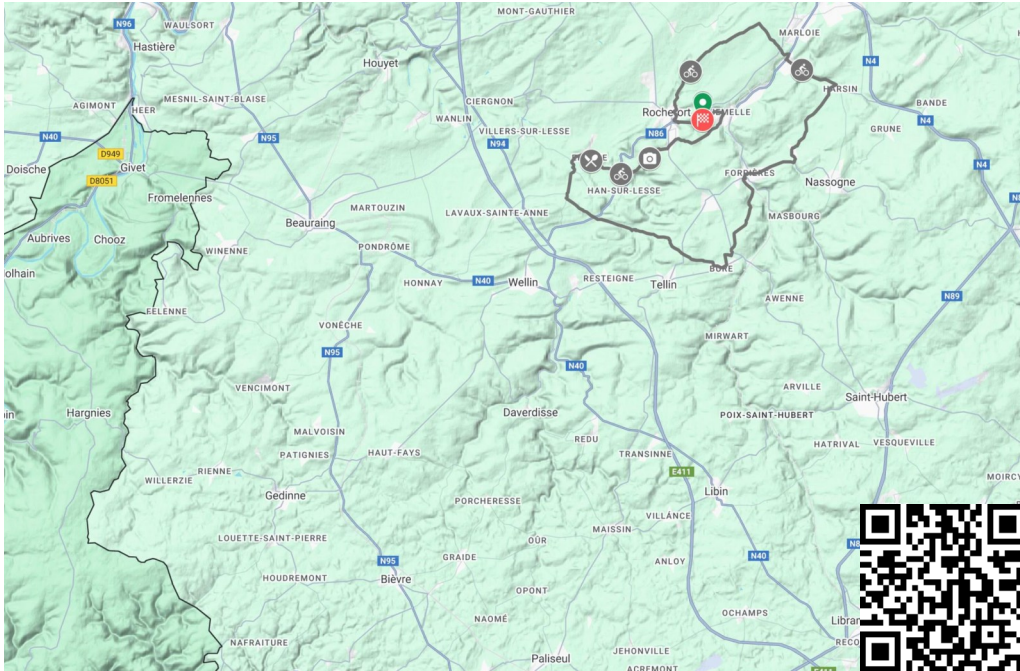 MONT-GAUTHIER
N96
WAULSORT
MARLOIE
Hastière
Houyet
N4
HARSIN
AGIMONT
HEER
MESNIL-SAINT-BLAISE
CIERGNON
BANDE
WANLIN
Rochefort
N4
VILLERS-SUR-LESSE
N86
GRUNE
N40
N95
N94
D949
Doische
Givet
N4
D8051
HAN-SUR-LESSE
FORRIÈRES
Nassogne
Fromelennes
MARTOUZIN
LAVAUX-SAINTE-ANNE
MASBOURG
Beauraing
Aubrives
Chooz
PONDRÔME
WINENNE
BURE
HONNAY
N40
Wellin
RESTEIGNE
Tellin
N89
AWENNE
FELENNE
VONÊCHE
MIRWART
N95
N40
VENCIMONT
ARVILLE
Saint-Hubert
Hargnies
Daverdisse
POIX-SAINT-HUBERT
MALVOISIN
REDU
HATRIVAL
VESQUEVILLE
PATIGNIES
HAUT-FAYS
TRANSINNE
RIENNE
E411
WILLERZIE
Gedinne
Libin
PORCHERESSE
VILLANCE
MAISSIN
LOUETTE-SAINT-PIERRE
OUR
N95
GRAIDE
N40
ANLOY
HOUDREMONT
Bièvre
OPONT
OCHAMPS
NAOMÉ
NAFRAITURE
JEHONVILLE
Paliseul
ACREMONT